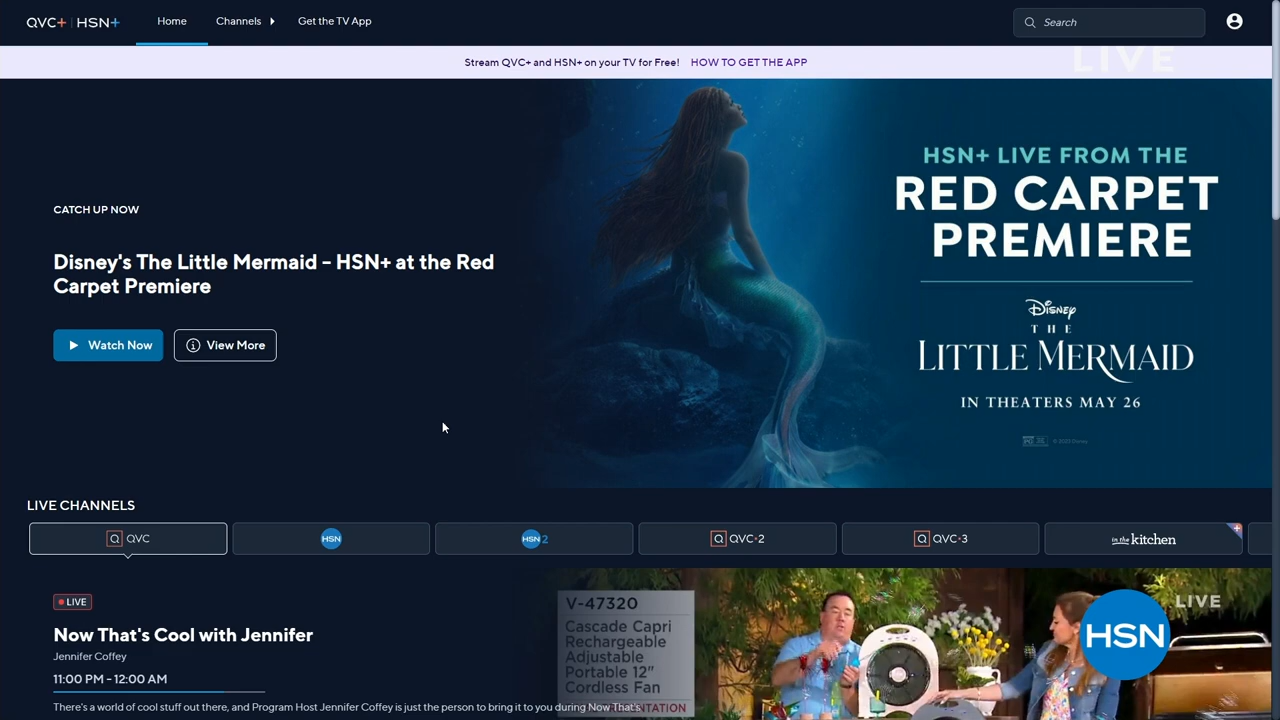 QVC+ | HSN+
Home
Channels
Get the TV App
Search
Stream QVC+ and HSN+ on your TV for Free! HOW TO GET THE APP
LIVE
CATCH UP NOW
Disney's The Little Mermaid - HSN+ at the Red
Carpet Premiere
Watch Now
View More
HSN+ LIVE FROM THE
RED CARPET
PREMIERE
Disney
THE
LITTLE MERMAID
IN THEATERS MAY 26
© 2023 Disney
LIVE CHANNELS
QVC
HSN
HSN 2
QVC•2
QVC•3
in the kitchen
LIVE
Now That's Cool with Jennifer
Jennifer Coffey
11:00 PM - 12:00 AM
There's a world of cool stuff out there, and Program Host Jennifer Coffey is just the person to bring it to you during Now That's
V-47320
Cascade Capri
Rechargeable
Adjustable
Portable 12"
Cordless Fan
LIVE
HSN